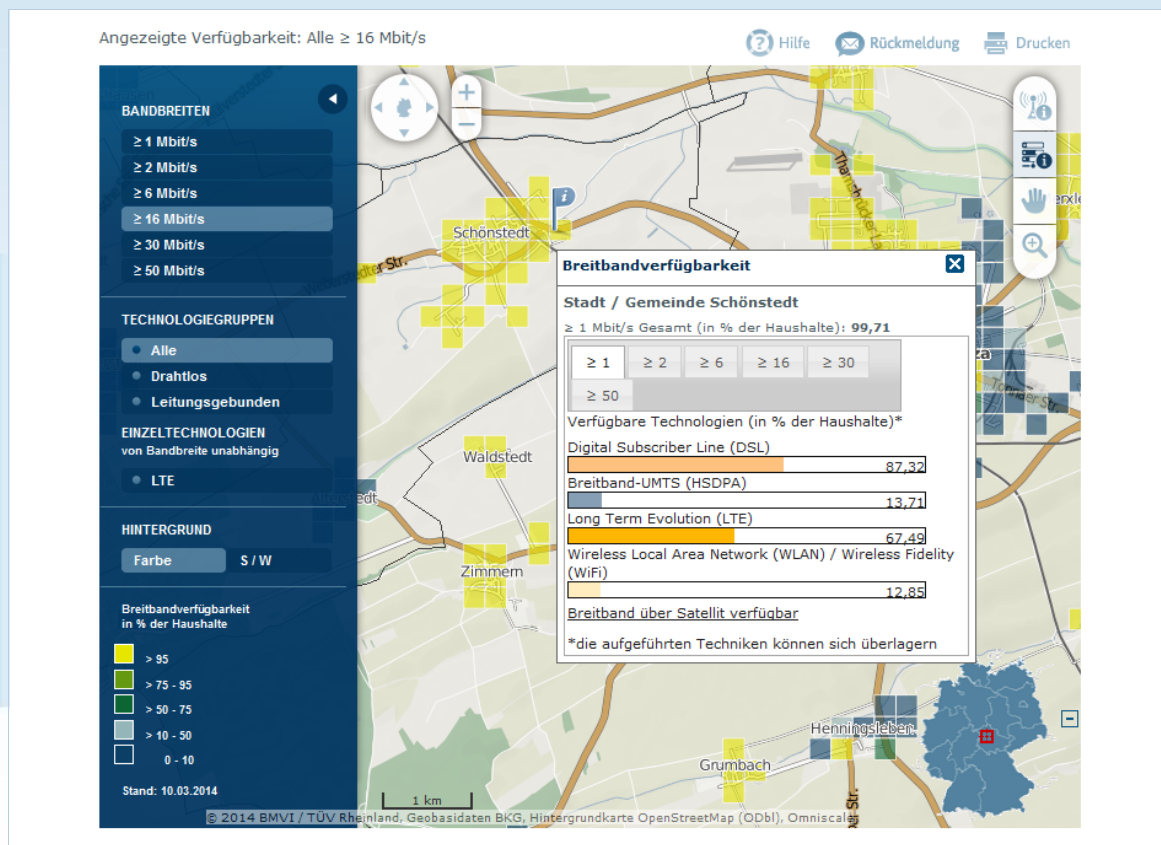 Angezeigte Verfügbarkeit: Alle ≥ 16 Mbit/s
Hilfe
Rückmeldung
Drucken
BANDBREITEN
≥ 1 Mbit/s
≥ 2 Mbit/s
≥ 6 Mbit/s
≥ 16 Mbit/s
≥ 30 Mbit/s
≥ 50 Mbit/s
TECHNOLOGIEGRUPPEN
Alle
Drahtlos
Leitungsgebunden
EINZELTECHNOLOGIEN
von Bandbreite unabhängig
LTE
HINTERGRUND
Farbe
S / W
Breitbandverfügbarkeit
in % der Haushalte
> 95
> 75 - 95
> 50 - 75
> 10 - 50
0 - 10
Stand: 10.03.2014
Schönstedt
Waldstedt
Zimmern
Grumbach
Henningsleben
1 km
Breitbandverfügbarkeit
Stadt / Gemeinde Schönstedt
≥ 1 Mbit/s Gesamt (in % der Haushalte): 99,71
≥ 1 ≥ 2 ≥ 6 ≥ 16 ≥ 30
≥ 50
Verfügbare Technologien (in % der Haushalte)*
Digital Subscriber Line (DSL)
87,32
Breitband-UMTS (HSDPA)
13,71
Long Term Evolution (LTE)
67,49
Wireless Local Area Network (WLAN) / Wireless Fidelity
(WiFi)
12,85
Breitband über Satellit verfügbar
*die aufgeführten Techniken können sich überlagern
Str.
© 2014 BMVI / TÜV Rheinland, Geobasidaten BKG, Hintergrundkarte OpenStreetMap (ODbl), Omniscale